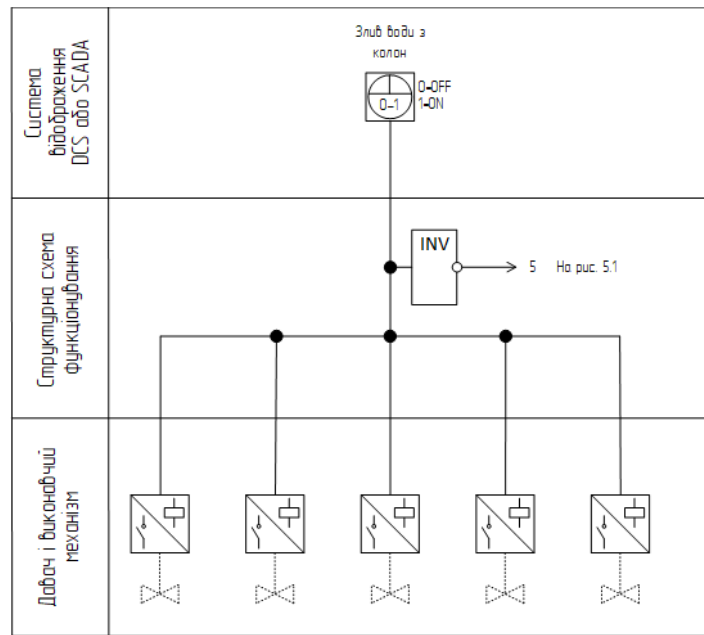 Система
відображення
DCS або SCADA
Злив води з
колон
0-1
0-OFF
1-ON
Структурна схема
функціонування
INV
5 На рис. 5.1
Давач і виконавчий
механізм